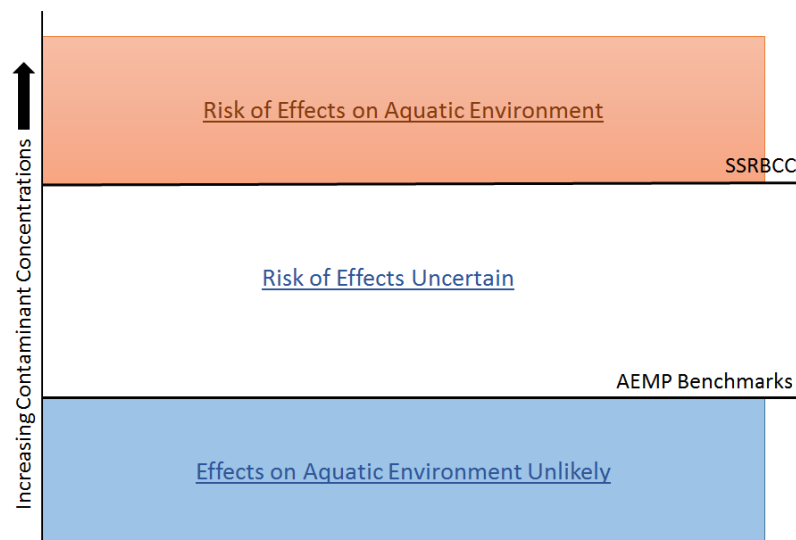 Risk of Effects on Aquatic Environment
SSRBCC
Risk of Effects Uncertain
AEMP Benchmarks
Effects on Aquatic Environment Unlikely
Increasing Contaminant Concentrations